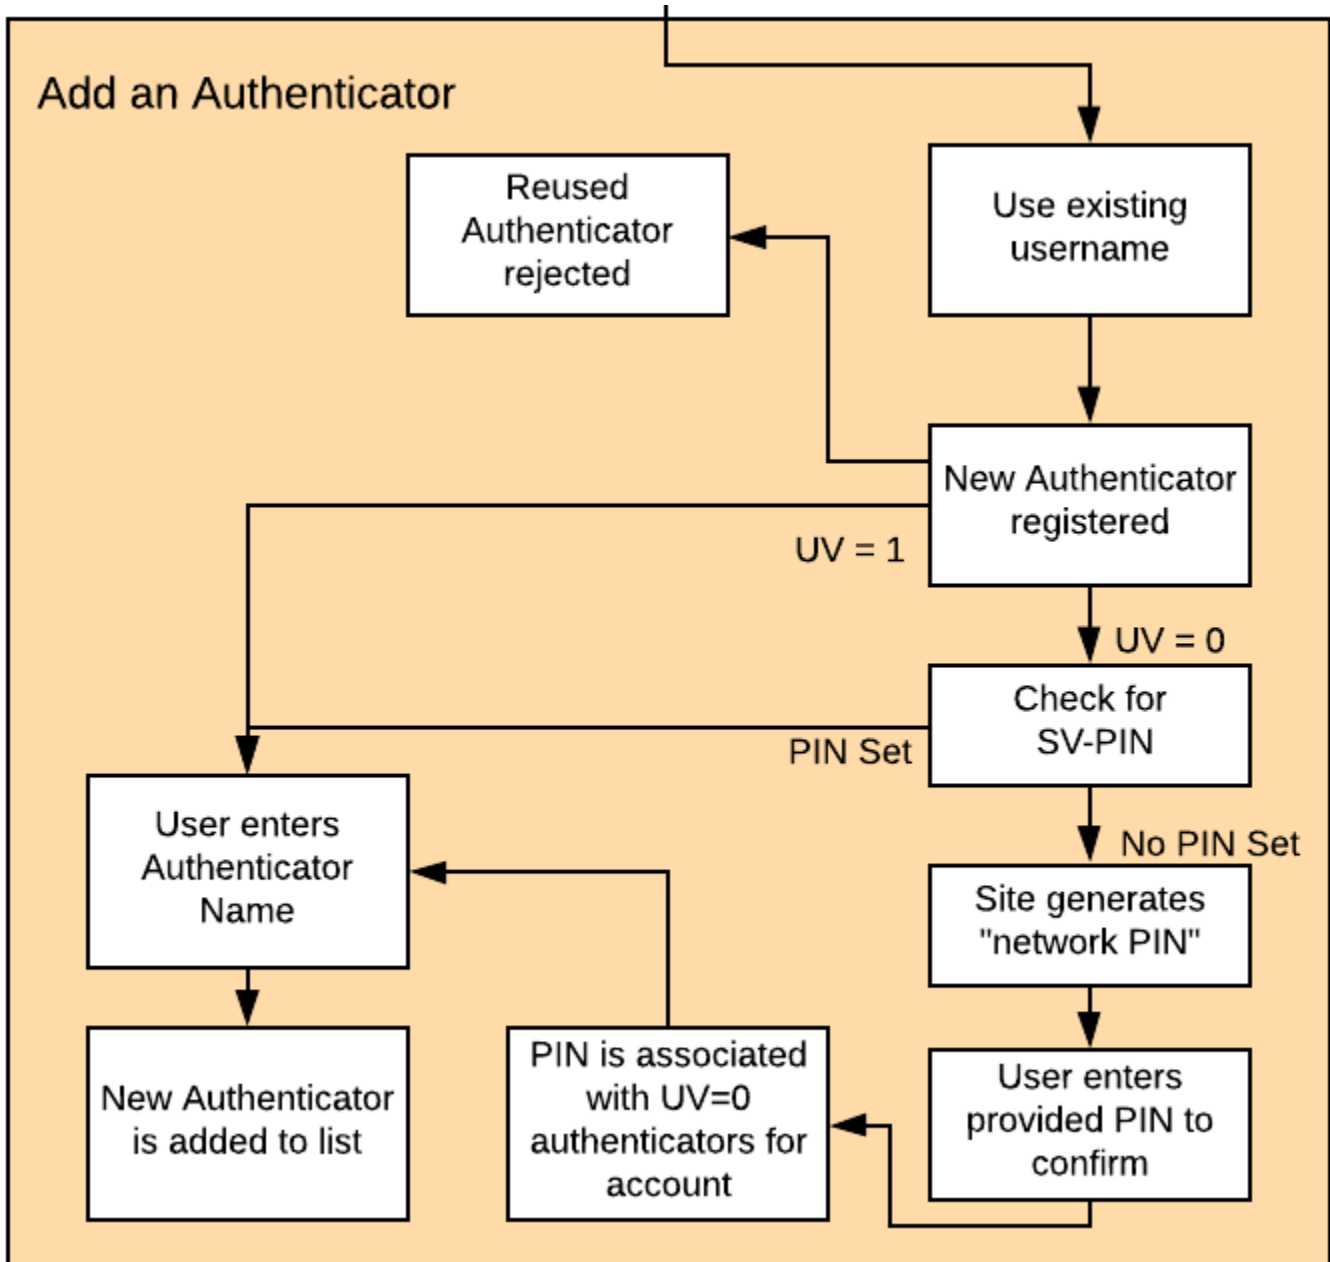 Add an Authenticator
Reused
Authenticator
rejected
Use existing
username
New Authenticator
registered
UV = 1
UV = 0
Check for
SV-PIN
PIN Set
No PIN Set
User enters
Authenticator
Name
Site generates
"network PIN"
New Authenticator
is added to list
PIN is associated
with UV=0
authenticators for
account
User enters
provided PIN to
confirm